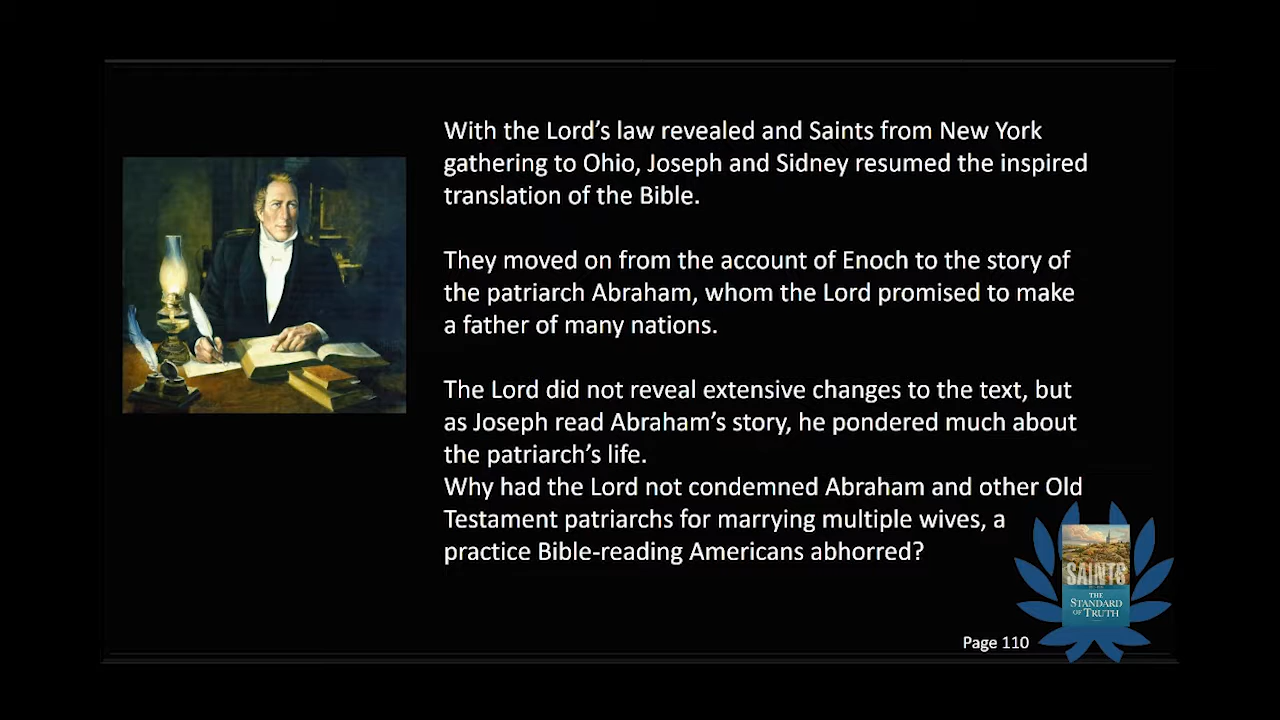 With the Lord's law revealed and Saints from New York
gathering to Ohio, Joseph and Sidney resumed the inspired
translation of the Bible.
They moved on from the account of Enoch to the story of
the patriarch Abraham, whom the Lord promised to make
a father of many nations.
The Lord did not reveal extensive changes to the text, but
as Joseph read Abraham's story, he pondered much about
the patriarch's life.
Why had the Lord not condemned Abraham and other Old
Testament patriarchs for marrying multiple wives, a
practice Bible-reading Americans abhorred?
SAINTS
THE
STANDARD
OF TRUTH
Page 110